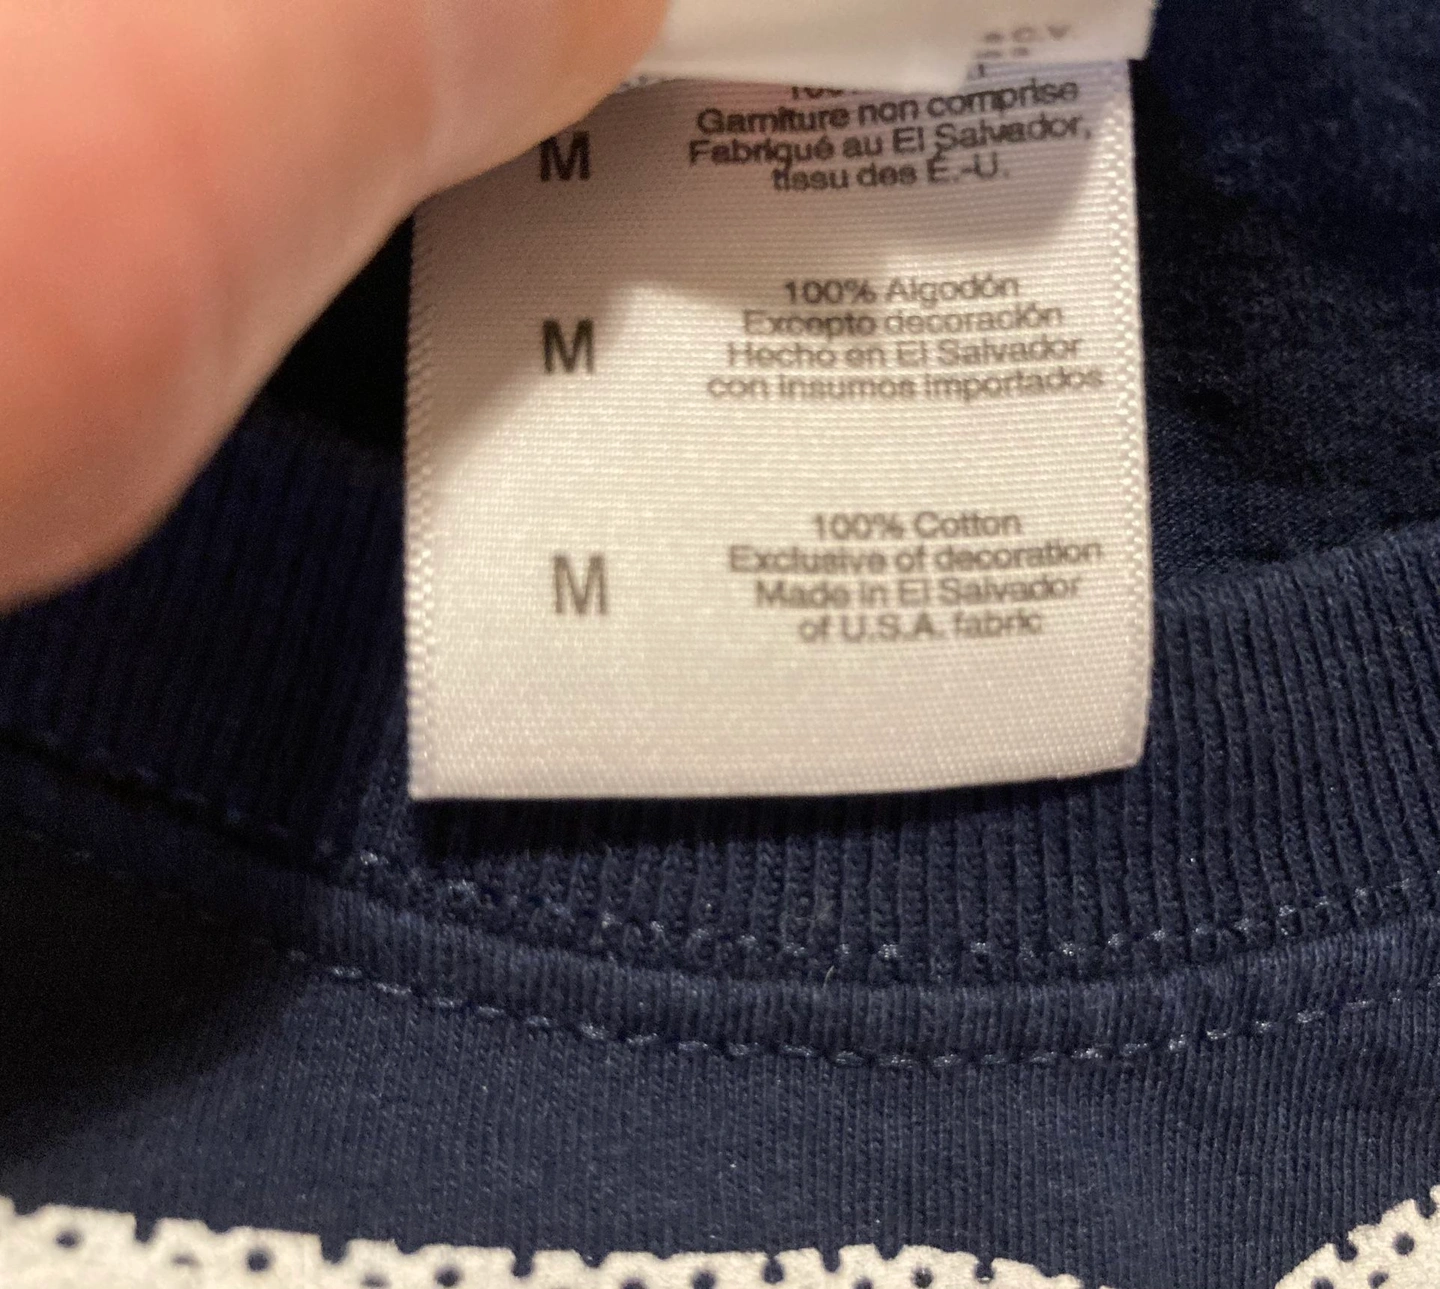 C.V
Garniture non comprise
Fabriqué au El Salvador,
M
tissu des É.-U.
100% Algodón
Excepto decoración
M
Hecho en El Salvador
con insumos importados
100% Cotton
Exclusive of decoration
M
Made in El Salvador
of U.S.A. fabric